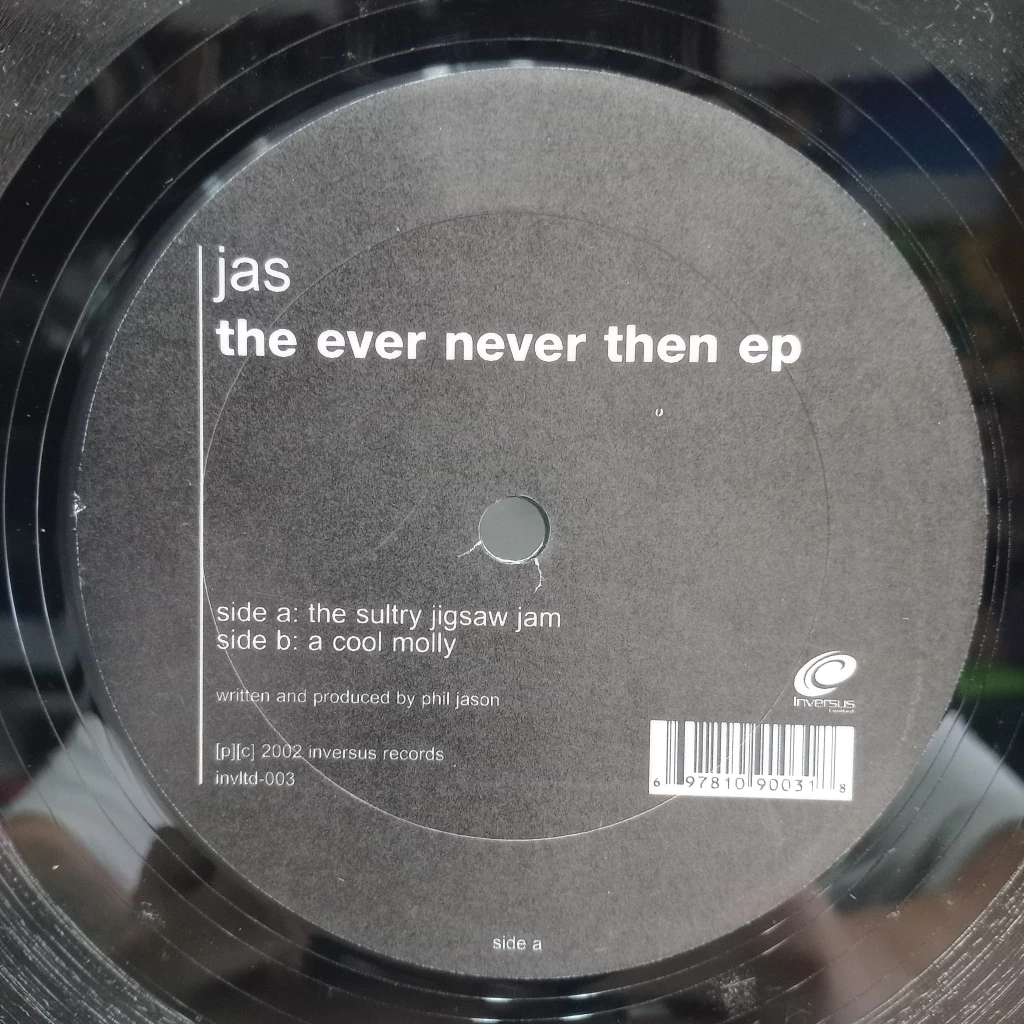 jas
the ever never then ep
side a: the sultry jigsaw jam
side b: a cool molly
written and produced by phil jason
inversus
Limited
[p][c] 2002 inversus records
invltd-003
6 97810 90031 8
side a